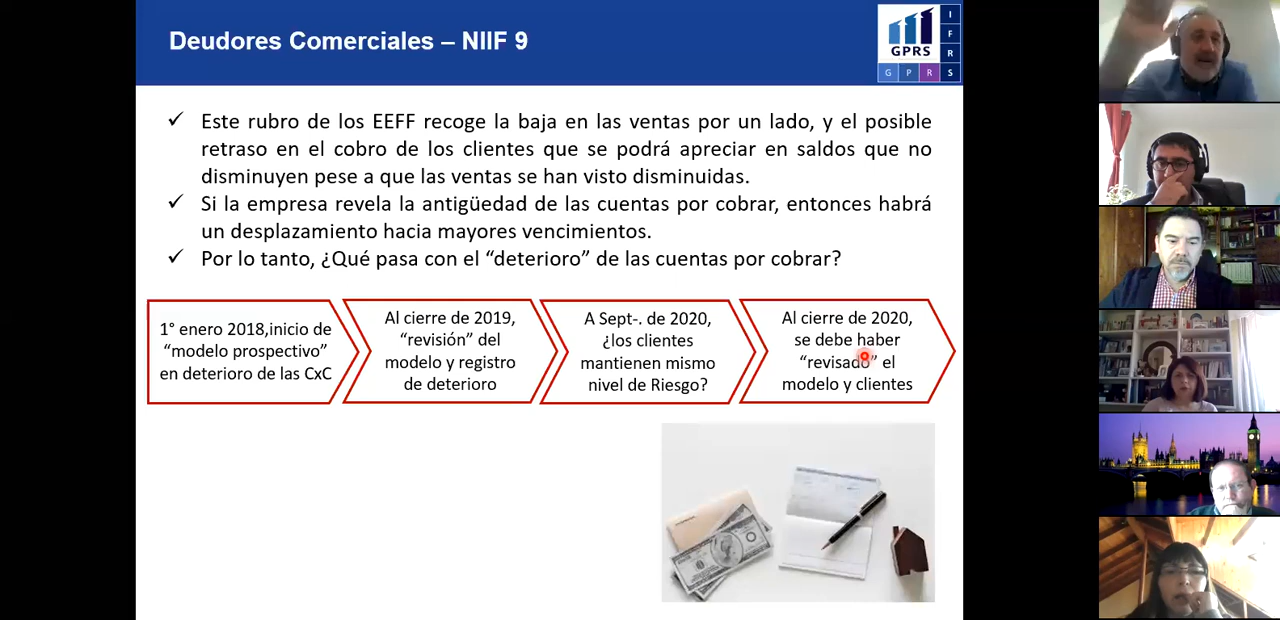 Deudores Comerciales – NIIF 9
GPRS
I
F
R
G P R S
✓ Este rubro de los EEFF recoge la baja en las ventas por un lado, y el posible
retraso en el cobro de los clientes que se podrá apreciar en saldos que no
disminuyen pese a que las ventas se han visto disminuidas.
✓ Si la empresa revela la antigüedad de las cuentas por cobrar, entonces habrá
un desplazamiento hacia mayores vencimientos.
✓ Por lo tanto, ¿Qué pasa con el “deterioro” de las cuentas por cobrar?
1° enero 2018,inicio de
“modelo prospectivo”
en deterioro de las CxC
Al cierre de 2019,
“revisión” del
modelo y registro
de deterioro
A Sept-. de 2020,
¿los clientes
mantienen mismo
nivel de Riesgo?
Al cierre de 2020,
se debe haber
“revisado” el
modelo y clientes